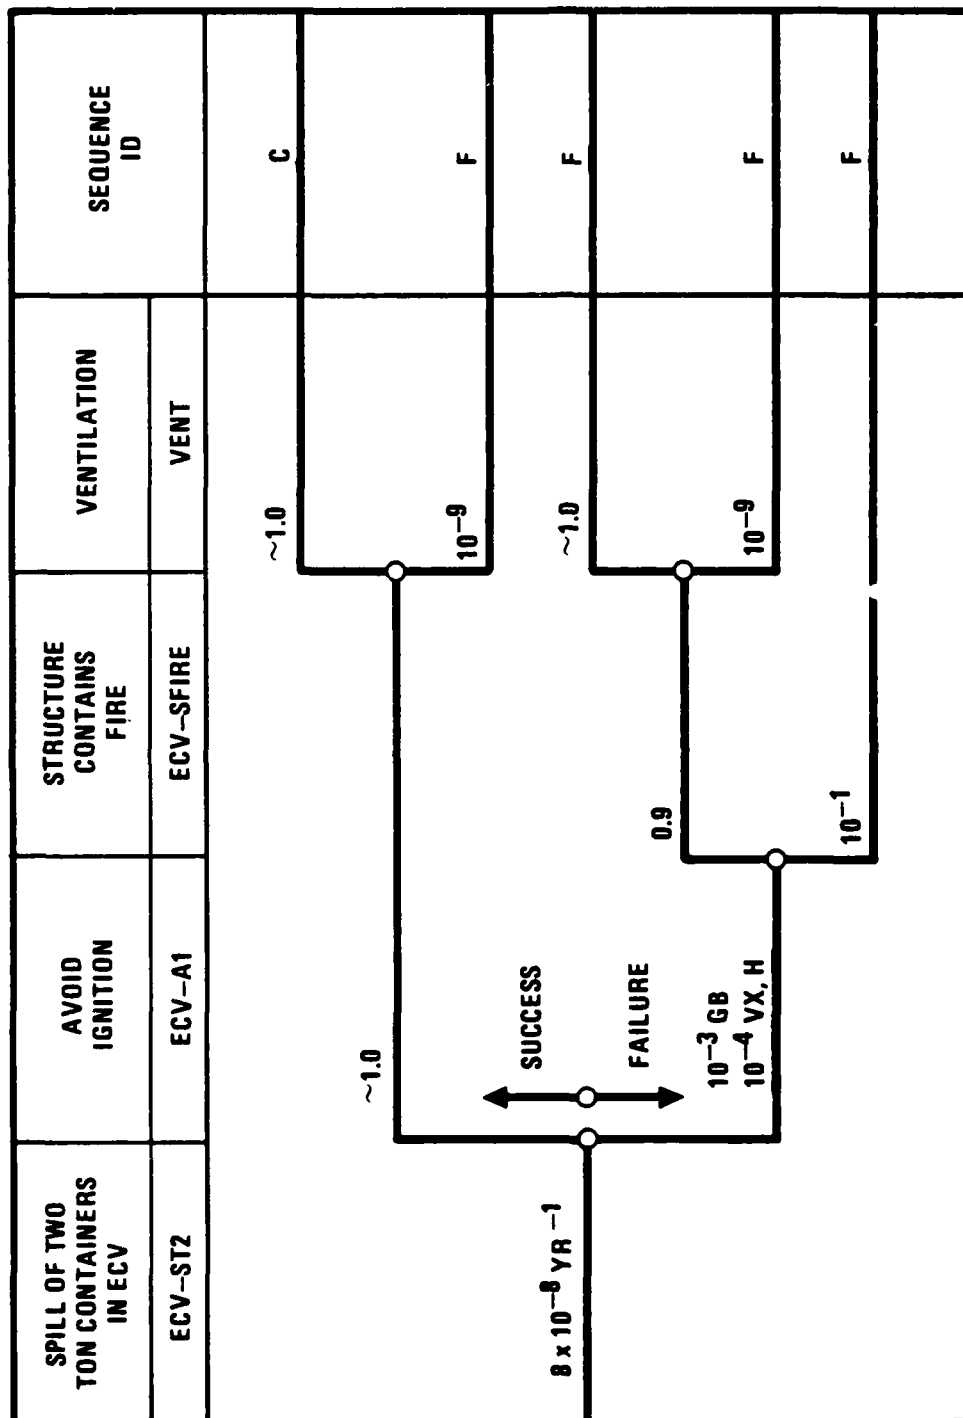 SPILL OF TWO
TON CONTAINERS
IN ECV
AVOID
IGNITION
STRUCTURE
CONTAINS
FIRE
VENTILATION
SEQUENCE
ID
ECV-ST2
ECV-A1
ECV-SFIRE
VENT
~1.0
C
~1.0
10⁻⁹
F
SUCCESS
8 x 10⁻⁸ YR⁻¹
~1.0
F
FAILURE
0.9
10⁻³ GB
10⁻⁴ VX, H
10⁻⁹
F
10⁻¹
F